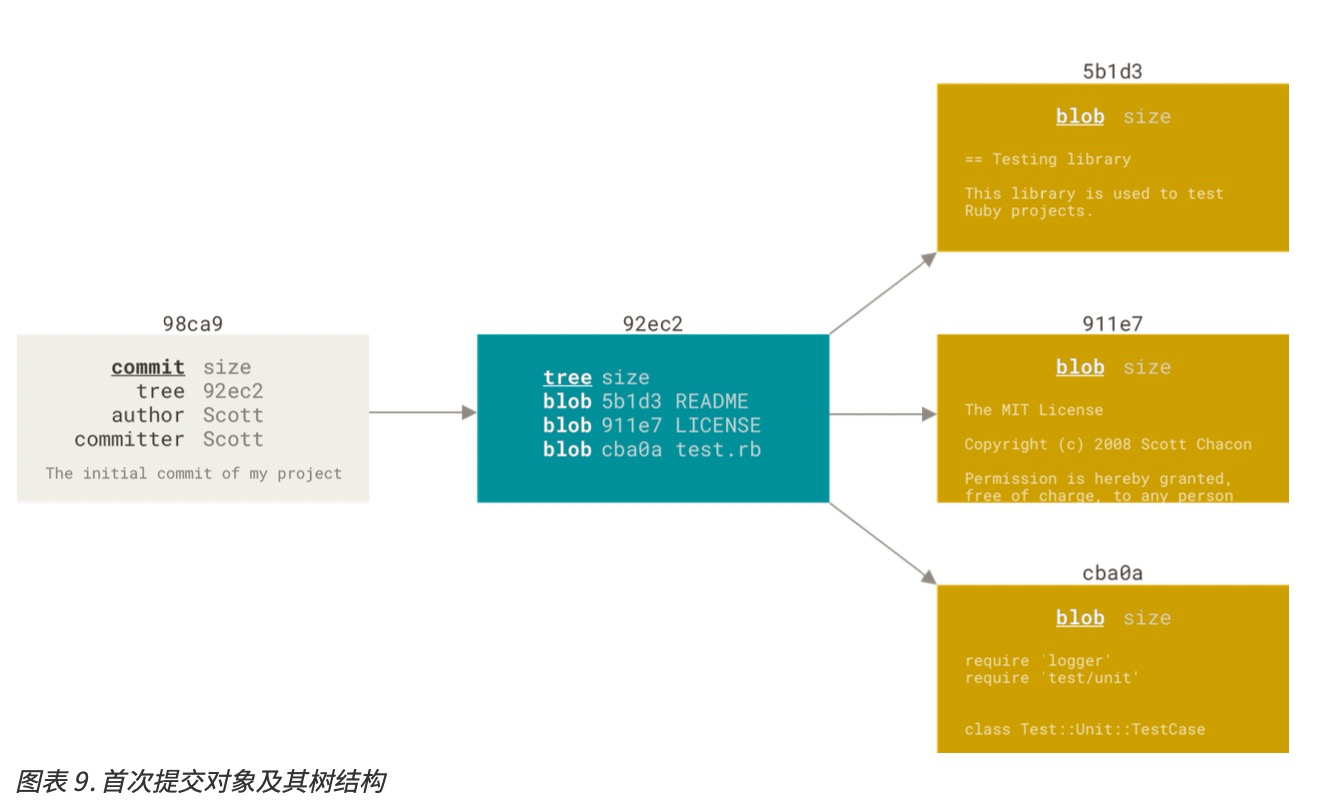 98ca9
commit size
tree 92ec2
author Scott
committer Scott
The initial commit of my project
92ec2
tree size
blob 5b1d3 README
blob 911e7 LICENSE
blob cba0a test.rb
5b1d3
blob size
== Testing library
This library is used to test
Ruby projects.
911e7
blob size
The MIT License
Copyright (c) 2008 Scott Chacon
Permission is hereby granted,
free of charge, to any person
cba0a
blob size
require 'logger'
require 'test/unit'
class Test::Unit::TestCase
图表 9. 首次提交对象及其树结构